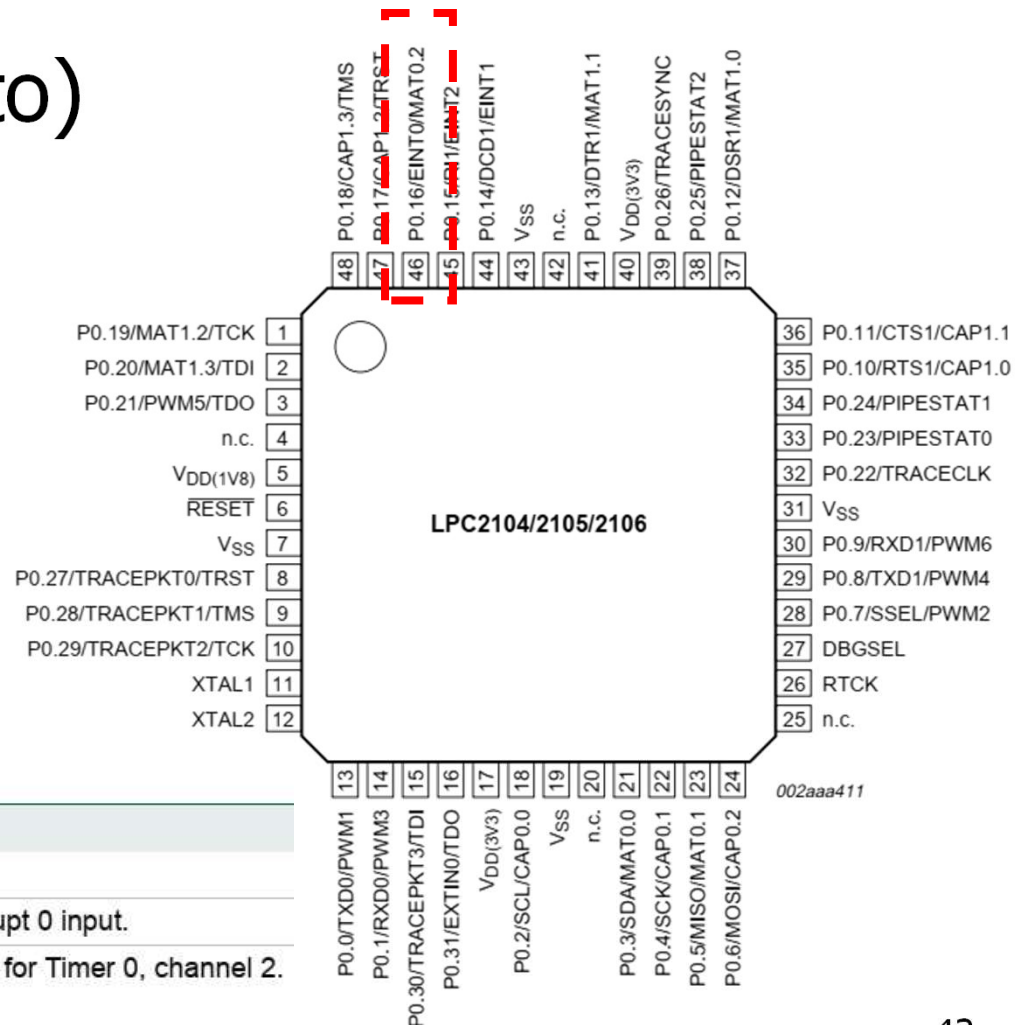 to)
P0.18/CAP1.3/TMS
P0.17/CAP1.2/TRST
P0.16/EINT0/MAT0.2
P0.15/RI1/EINT2
P0.14/DCD1/EINT1
VSS
n.c.
P0.13/DTR1/MAT1.1
VDD(3V3)
P0.26/TRACESYNC
P0.25/PIPESTAT2
P0.12/DSR1/MAT1.0
48 47 46 45 44 43 42 41 40 39 38 37
P0.19/MAT1.2/TCK 1
P0.20/MAT1.3/TDI 2
P0.21/PWM5/TDO 3
n.c. 4
VDD(1V8) 5
RESET 6
VSS 7
P0.27/TRACEPKT0/TRST 8
P0.28/TRACEPKT1/TMS 9
P0.29/TRACEPKT2/TCK 10
XTAL1 11
XTAL2 12
LPC2104/2105/2106
36 P0.11/CTS1/CAP1.1
35 P0.10/RTS1/CAP1.0
34 P0.24/PIPESTAT1
33 P0.23/PIPESTAT0
32 P0.22/TRACECLK
31 VSS
30 P0.9/RXD1/PWM6
29 P0.8/TXD1/PWM4
28 P0.7/SSEL/PWM2
27 DBGSEL
26 RTCK
25 n.c.
13 14 15 16 17 18 19 20 21 22 23 24
002aaa411
P0.0/TXD0/PWM1
P0.1/RXD0/PWM3
P0.30/TRACEPKT3/TDI
P0.31/EXTIN0/TDO
VDD(3V3)
P0.2/SCL/CAP0.0
VSS
n.c.
P0.3/SDA/MAT0.0
P0.4/SCK/CAP0.1
P0.5/MISO/MAT0.1
P0.6/MOSI/CAP0.2
upt 0 input.
for Timer 0, channel 2.